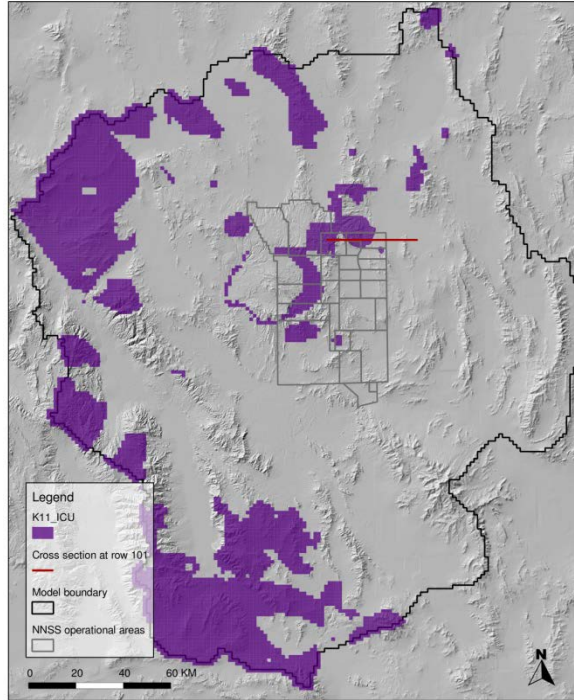 Legend
K11_ICU
Cross section at row 101
Model boundary
NNSS operational areas
0 20 40 60 KM
N